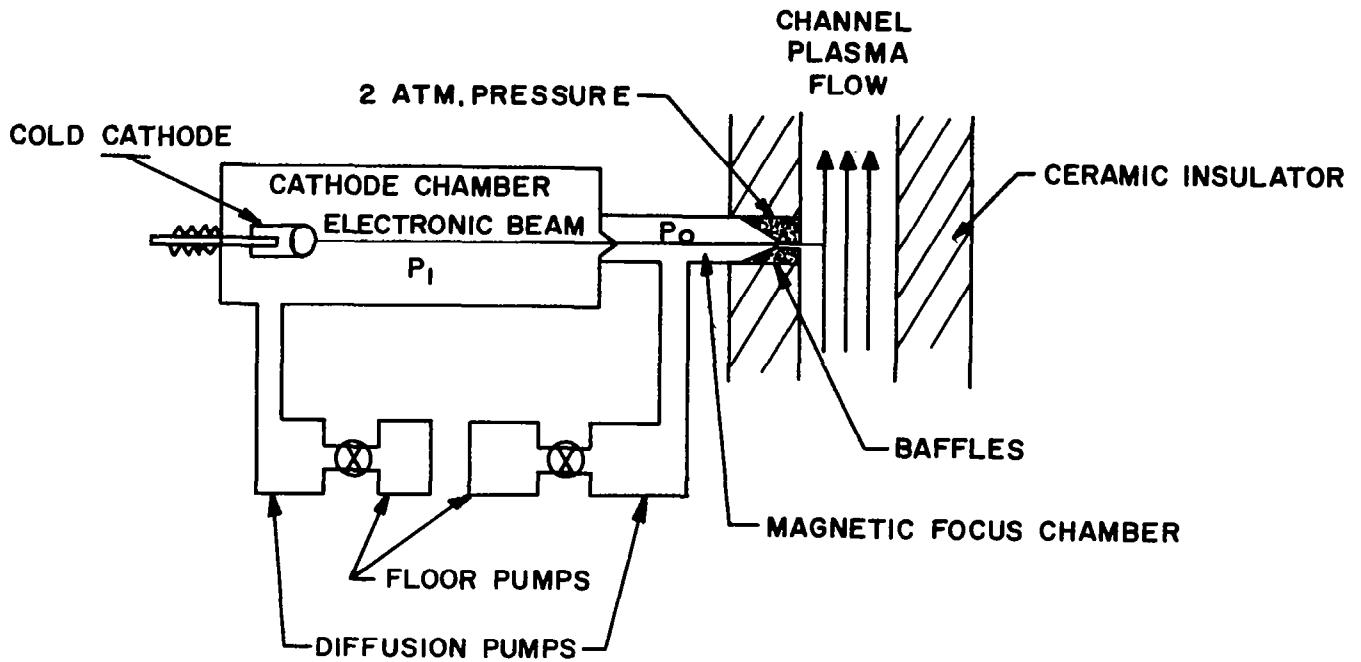 CHANNEL
PLASMA
FLOW
2 ATM. PRESSURE
COLD CATHODE
CATHODE CHAMBER
ELECTRONIC BEAM
CERAMIC INSULATOR
Po
P1
BAFFLES
MAGNETIC FOCUS CHAMBER
FLOOR PUMPS
DIFFUSION PUMPS